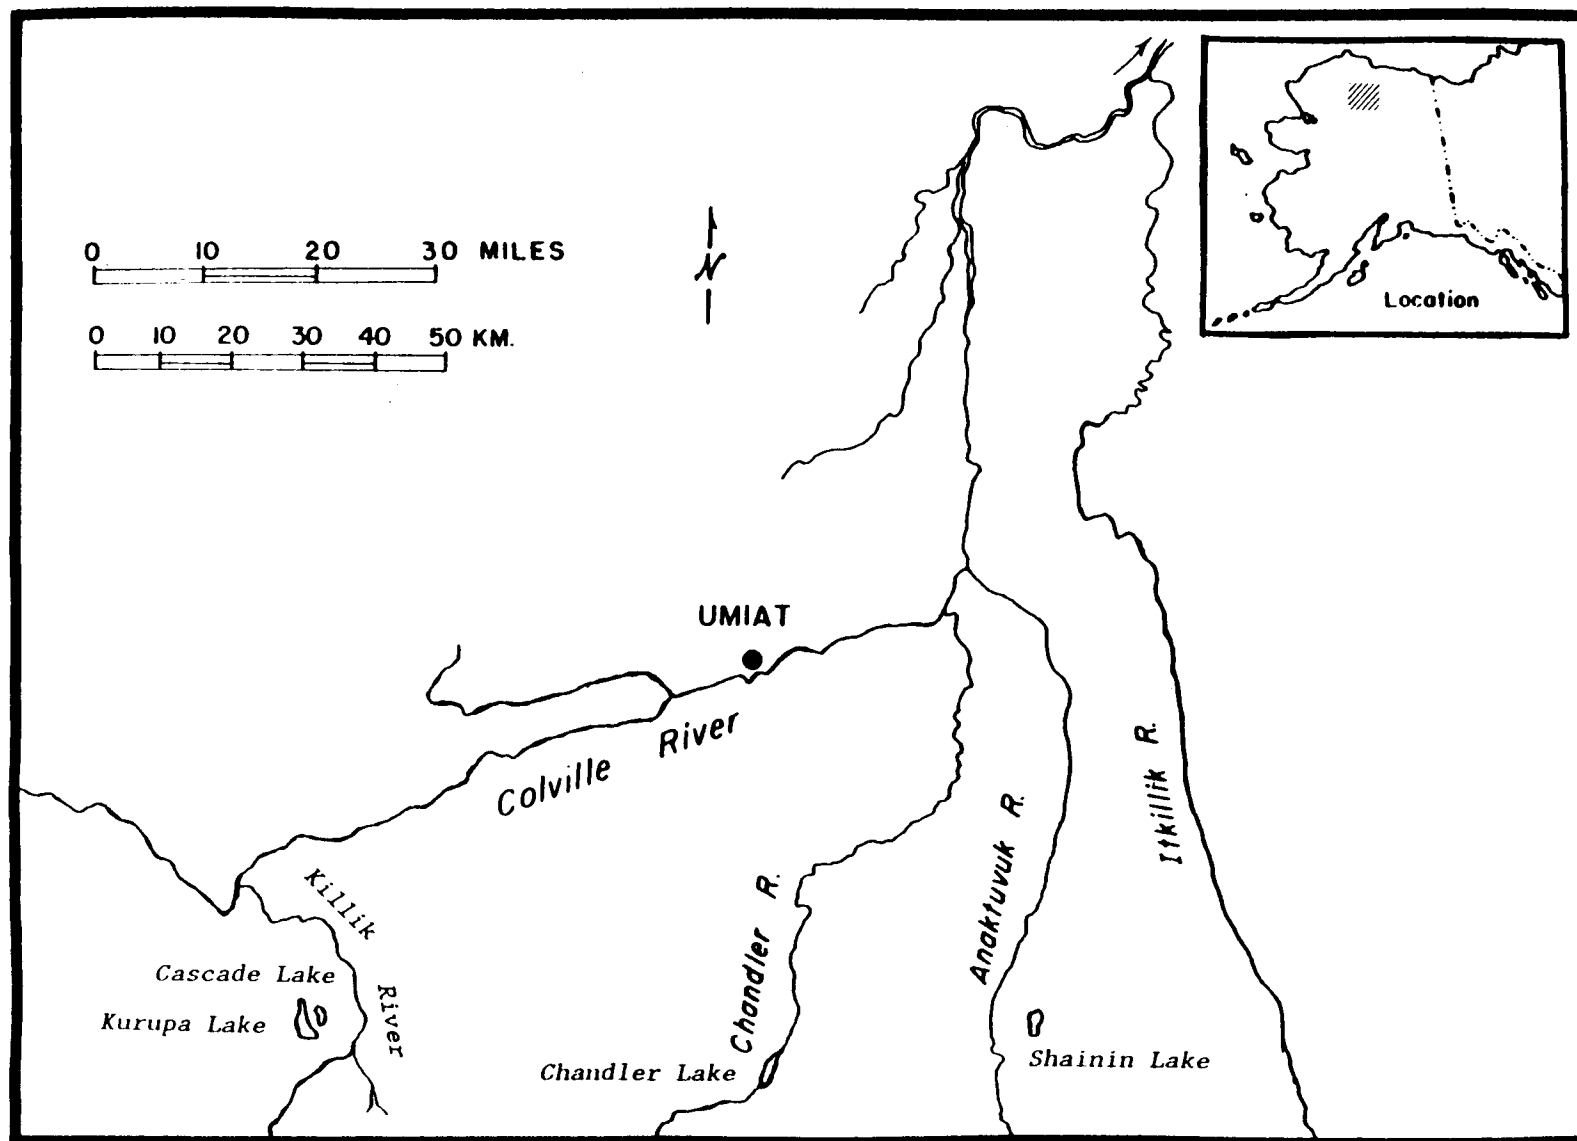 0 10 20 30 MILES
0 10 20 30 40 50 KM.
N
Location
UMIAT
Colville River
Killik River
Cascade Lake
Kurupa Lake
Chandler R.
Chandler Lake
Anaktuvuk R.
Shainin Lake
Itkillik R.